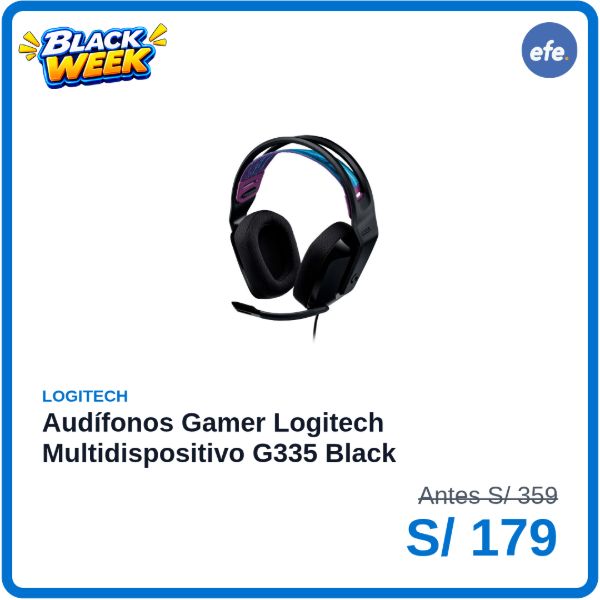 BLACK
WEEK
efe.
LOGITECH
Audífonos Gamer Logitech
Multidispositivo G335 Black
Antes S/ 359
S/ 179